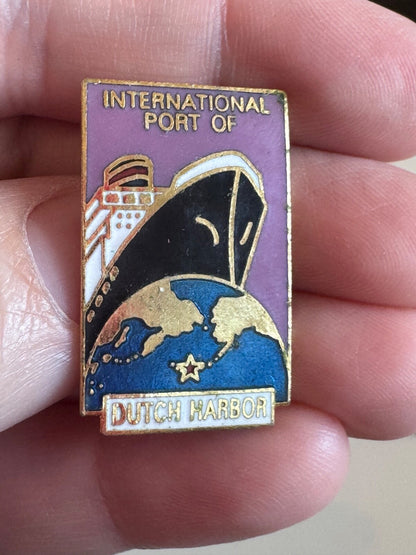 INTERNATIONAL
PORT OF
DUTCH HARBOR